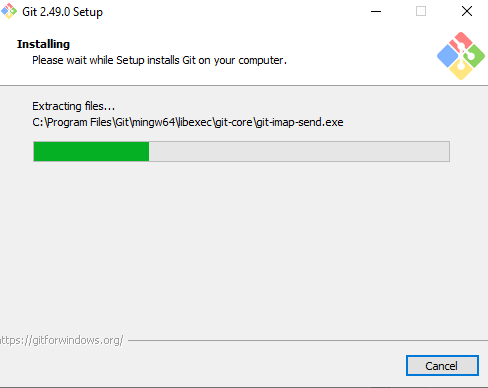 Git 2.49.0 Setup
Installing
Please wait while Setup installs Git on your computer.
Extracting files...
C:\Program Files\Git\mingw64\libexec\git-core\git-imap-send.exe
https://gitforwindows.org/
Cancel